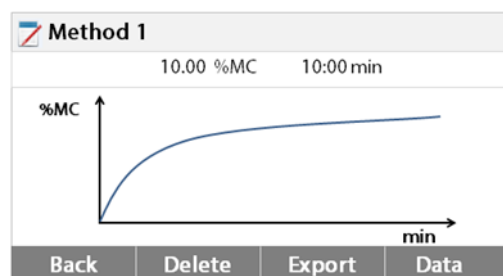 Method 1
10.00 %MC 10:00 min
%MC
min
Back Delete Export Data